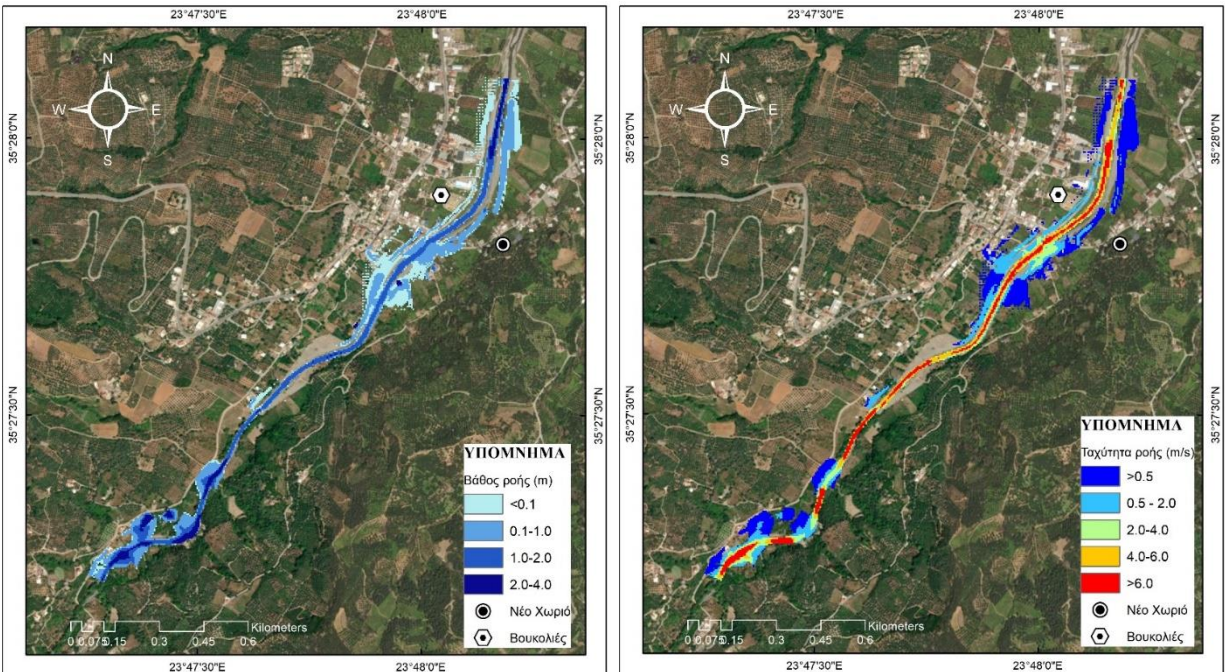 23°47'30"E 23°48'0"E
N
W E
S
35°28'0"N
35°28'0"N
35°27'30"N
35°27'30"N
ΥΠΟΜΝΗΜΑ
Βάθος ροής (m)
<0.1
0.1-1.0
1.0-2.0
2.0-4.0
Νέο Χωριό
Βουκολιές
Kilometers
0 0.075 0.15 0.3 0.45 0.6
23°47'30"E 23°48'0"E
23°47'30"E 23°48'0"E
N
W E
S
35°28'0"N
35°28'0"N
35°27'30"N
35°27'30"N
ΥΠΟΜΝΗΜΑ
Ταχύτητα ροής (m/s)
>0.5
0.5 - 2.0
2.0-4.0
4.0-6.0
>6.0
Νέο Χωριό
Βουκολιές
Kilometers
0 0.075 0.15 0.3 0.45 0.6
23°47'30"E 23°48'0"E